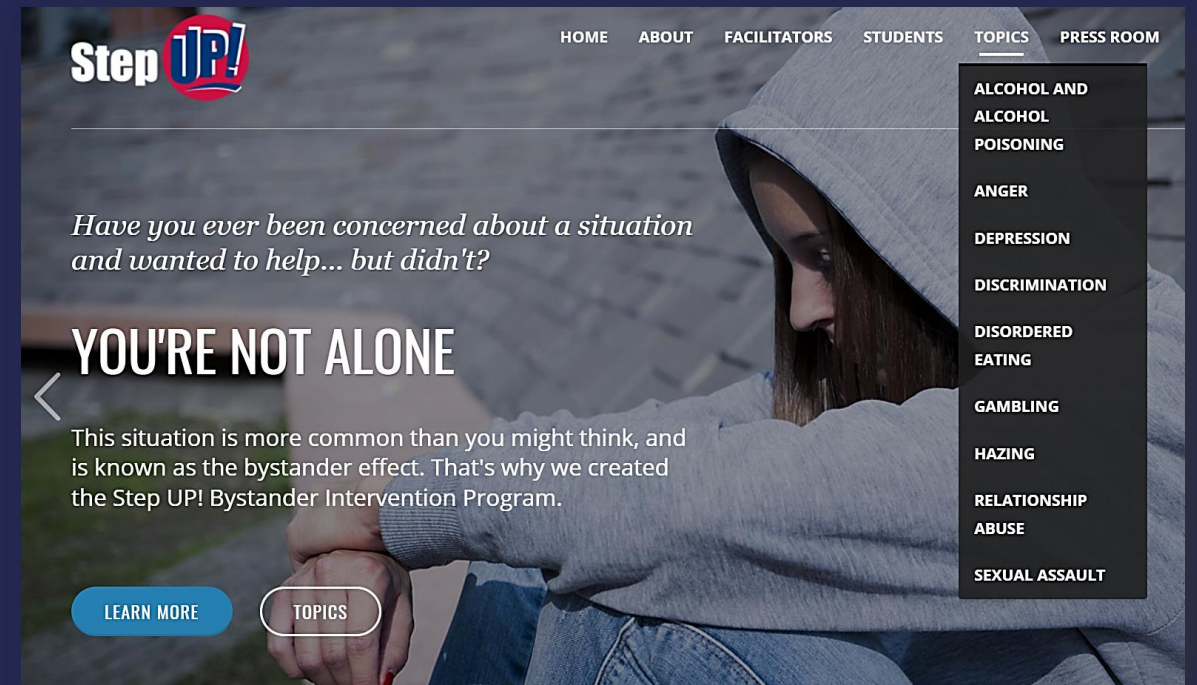 Step UP!
HOME ABOUT FACILITATORS STUDENTS TOPICS PRESS ROOM
ALCOHOL AND
ALCOHOL
POISONING
ANGER
DEPRESSION
DISCRIMINATION
DISORDERED
EATING
GAMBLING
HAZING
RELATIONSHIP
ABUSE
SEXUAL ASSAULT
Have you ever been concerned about a situation
and wanted to help... but didn't?
YOU'RE NOT ALONE
This situation is more common than you might think, and
is known as the bystander effect. That's why we created
the Step UP! Bystander Intervention Program.
LEARN MORE TOPICS